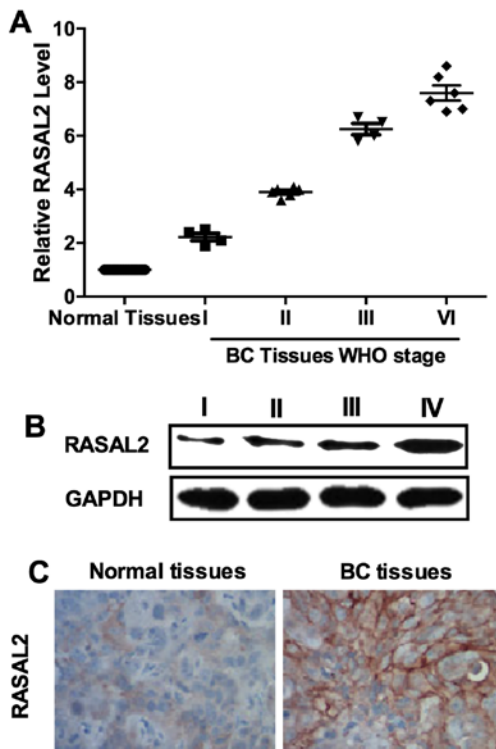 A
Relative RASAL2 Level
10
8
6
4
2
0
Normal Tissues I II III VI
BC Tissues WHO stage
B
I II III IV
RASAL2
GAPDH
C
Normal tissues BC tissues
RASAL2